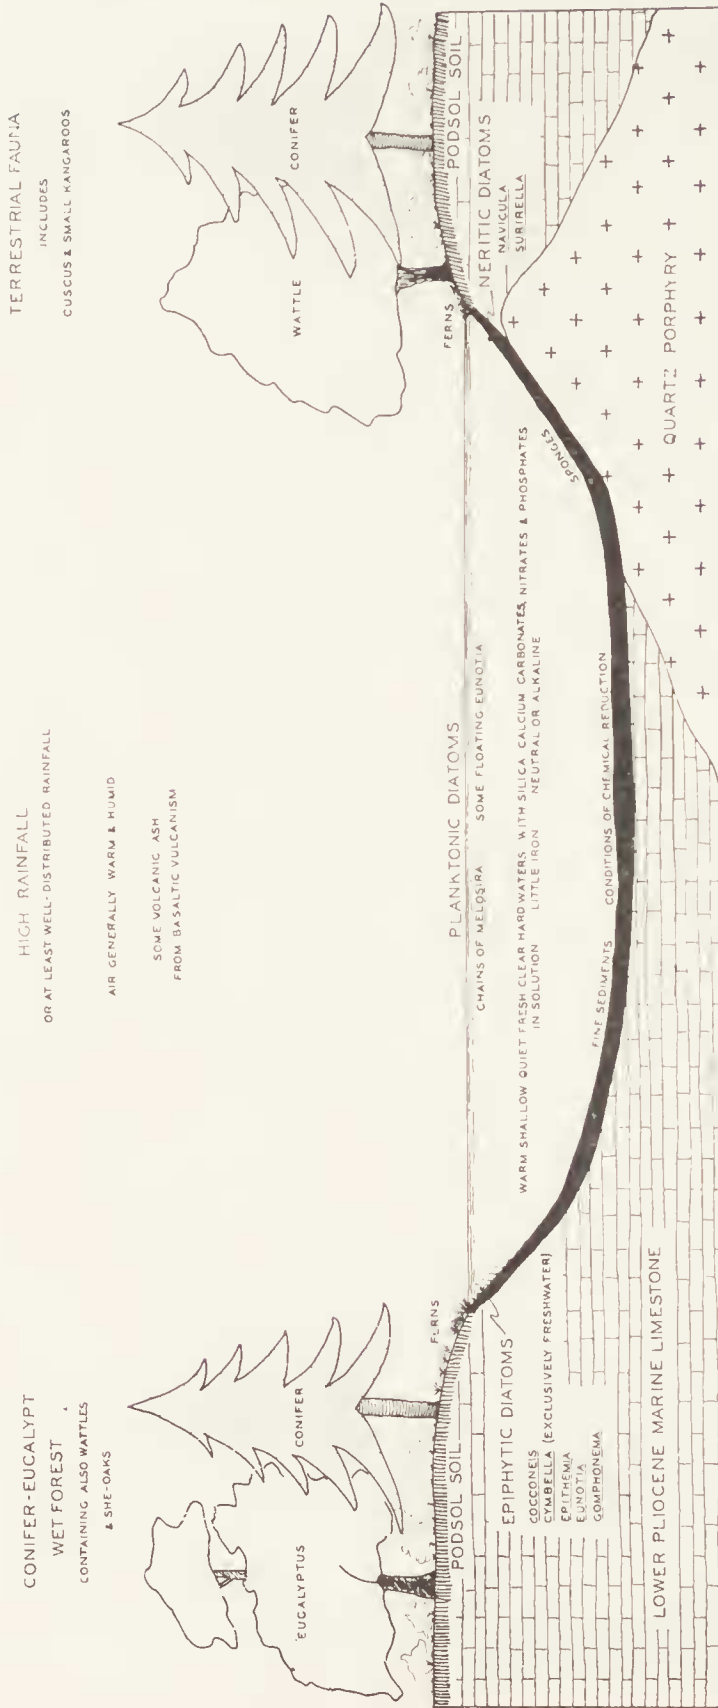 CONIFER-EUCALYPT
WET FOREST
CONTAINING ALSO WATTLES
& SHE-OAKS
HIGH RAINFALL
OR AT LEAST WELL-DISTRIBUTED RAINFALL
AIR GENERALLY WARM & HUMID
SOME VOLCANIC ASH
FROM BASALTIC VULCANISM
TERRESTRIAL FAUNA
INCLUDES
CUSCUS & SMALL KANGAROOS
EUCALYPTUS
CONIFER
WATTLE
CONIFER
FERNS
FERNS
PODSOL SOIL
PLANKTONIC DIATOMS
CHAINS OF MELOSIRA SOME FLOATING EUNOTIA
PODSOL SOIL
EPIPHYTIC DIATOMS
COCCONEIS
CYMBELLA (EXCLUSIVELY FRESHWATER)
EPITHEMIA
EUNOTIA
GOMPHONEMA
WARM SHALLOW QUIET FRESH CLEAR HARD WATERS WITH SILICA CALCIUM CARBONATES, NITRATES & PHOSPHATES
IN SOLUTION LITTLE IRON NEUTRAL OR ALKALINE
NERITIC DIATOMS
NAVICULA
SURIRELLA
SPONGES
FINE SEDIMENTS CONDITIONS OF CHEMICAL REDUCTION
LOWER PLIOCENE MARINE LIMESTONE
QUARTZ PORPHYRY